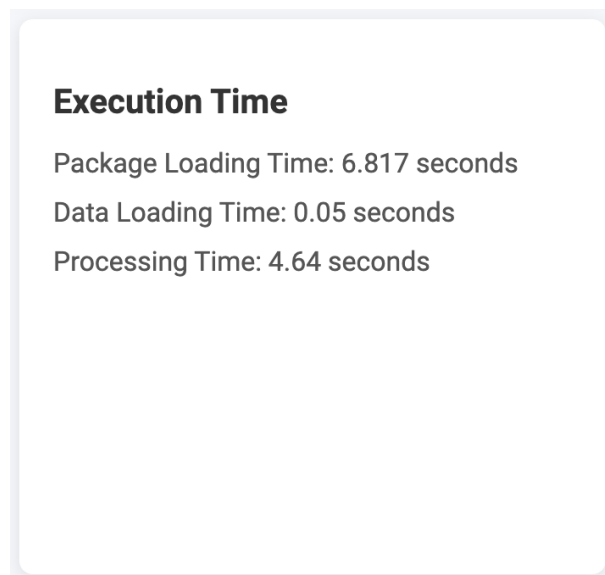 Execution Time
Package Loading Time: 6.817 seconds
Data Loading Time: 0.05 seconds
Processing Time: 4.64 seconds